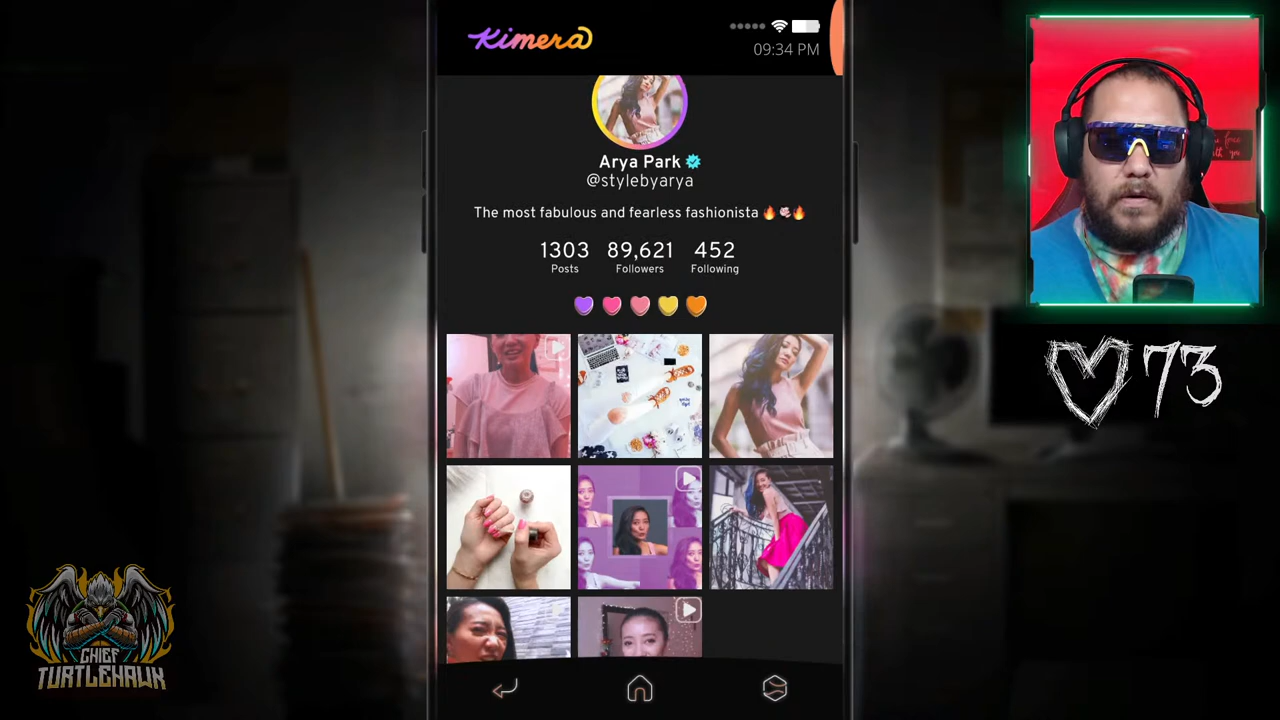 Kimera
09:34 PM
Arya Park
@stylebyarya
The most fabulous and fearless fashionista 🔥👊🏻🔥
1303 89,621 452
Posts Followers Following
73
CHIEF
TURTLEHAWK